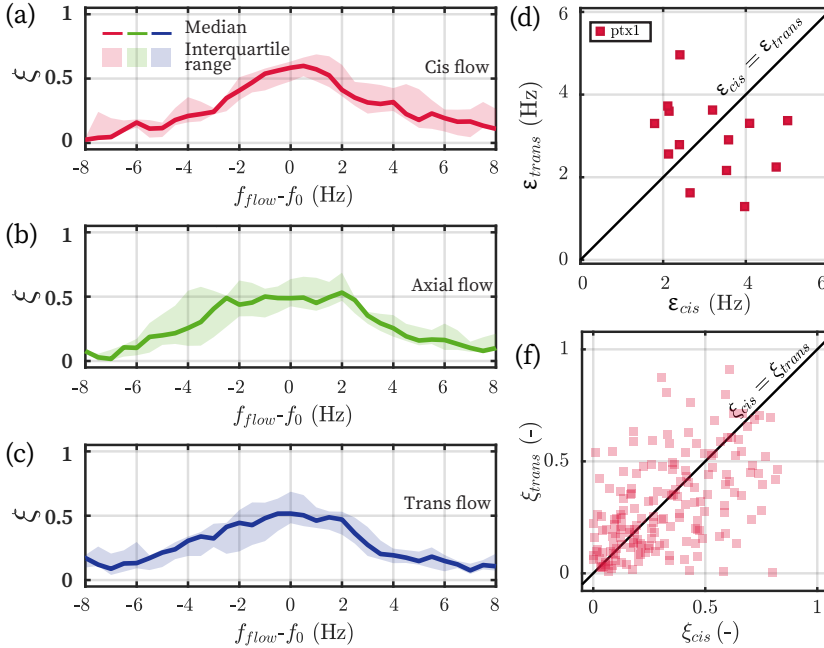 (a)
Median
Interquartile
range
Cis flow
ξ
1
0.5
0
-8 -6 -4 -2 0 2 4 6 8
f_flow-f_0 (Hz)
(b)
Axial flow
ξ
1
0.5
0
-8 -6 -4 -2 0 2 4 6 8
f_flow-f_0 (Hz)
(c)
Trans flow
ξ
1
0.5
0
-8 -6 -4 -2 0 2 4 6 8
f_flow-f_0 (Hz)
(d)
ptx1
ε_cis = ε_trans
ε_trans (Hz)
6
4
2
0
0 2 4 6
ε_cis (Hz)
(f)
ξ_cis = ξ_trans
ξ_trans (-)
1
0.5
0
0 0.5 1
ξ_cis (-)